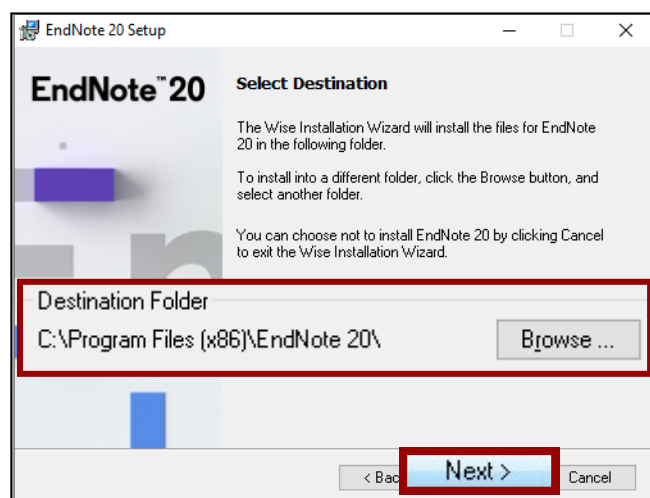 EndNote 20 Setup
EndNote™20
Select Destination
The Wise Installation Wizard will install the files for EndNote
20 in the following folder.
To install into a different folder, click the Browse button, and
select another folder.
You can choose not to install EndNote 20 by clicking Cancel
to exit the Wise Installation Wizard.
Destination Folder
C:\Program Files (x86)\EndNote 20\
Browse ...
< Bac
Next >
Cancel